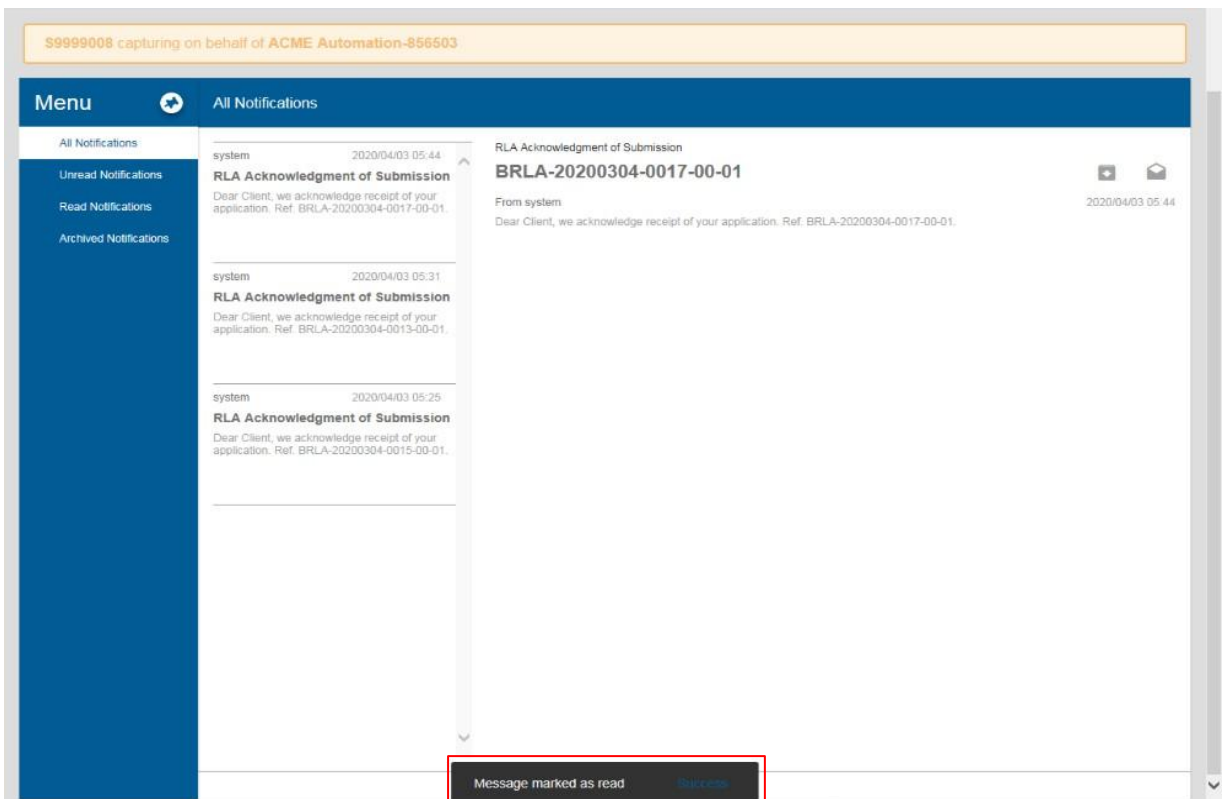 S9999008 capturing on behalf of ACME Automation-856503
Menu
All Notifications
All Notifications
Unread Notifications
Read Notifications
Archived Notifications
system 2020/04/03 05:44
RLA Acknowledgment of Submission
Dear Client, we acknowledge receipt of your
application. Ref. BRLA-20200304-0017-00-01.
system 2020/04/03 05:31
RLA Acknowledgment of Submission
Dear Client, we acknowledge receipt of your
application. Ref. BRLA-20200304-0013-00-01.
system 2020/04/03 05:25
RLA Acknowledgment of Submission
Dear Client, we acknowledge receipt of your
application. Ref. BRLA-20200304-0015-00-01.
RLA Acknowledgment of Submission
BRLA-20200304-0017-00-01
From system 2020/04/03 05:44
Dear Client, we acknowledge receipt of your application. Ref. BRLA-20200304-0017-00-01.
Message marked as read Success